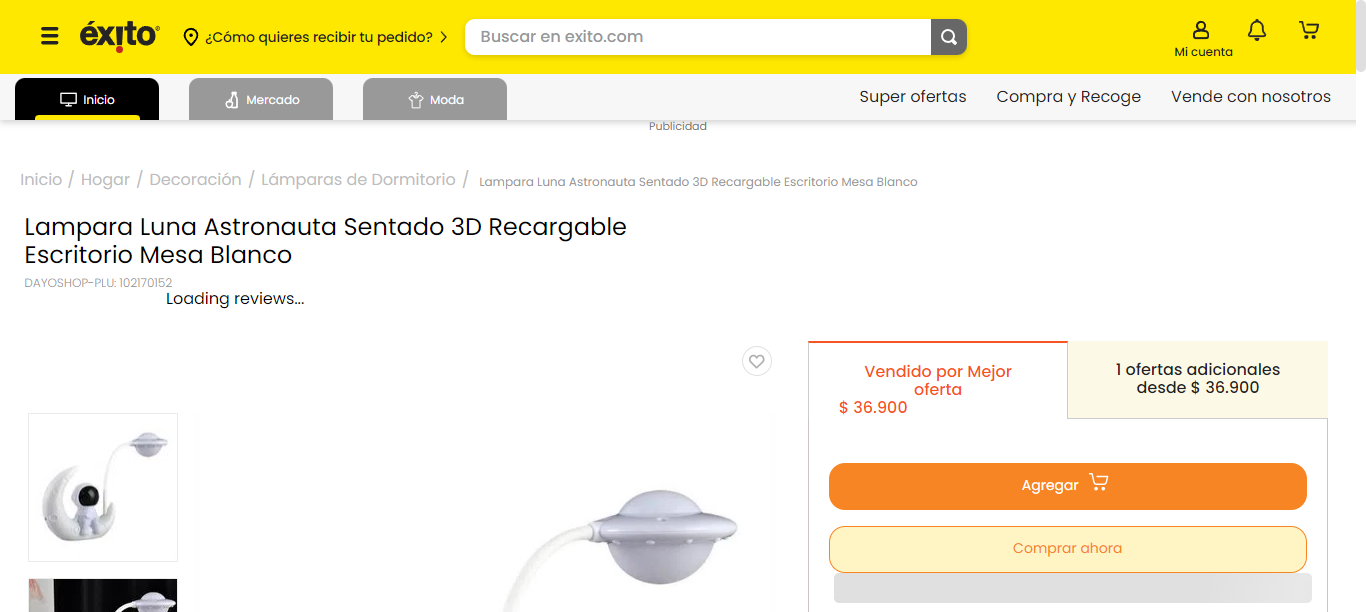 éxito
¿Cómo quieres recibir tu pedido?
Buscar en exito.com
Mi cuenta
Inicio
Mercado
Moda
Super ofertas
Compra y Recoge
Vende con nosotros
Publicidad
Inicio / Hogar / Decoración / Lámparas de Dormitorio / Lampara Luna Astronauta Sentado 3D Recargable Escritorio Mesa Blanco
Lampara Luna Astronauta Sentado 3D Recargable
Escritorio Mesa Blanco
DAYOSHOP-PLU: 102170152
Loading reviews...
Vendido por Mejor
oferta
$ 36.900
1 ofertas adicionales
desde $ 36.900
Agregar
Comprar ahora